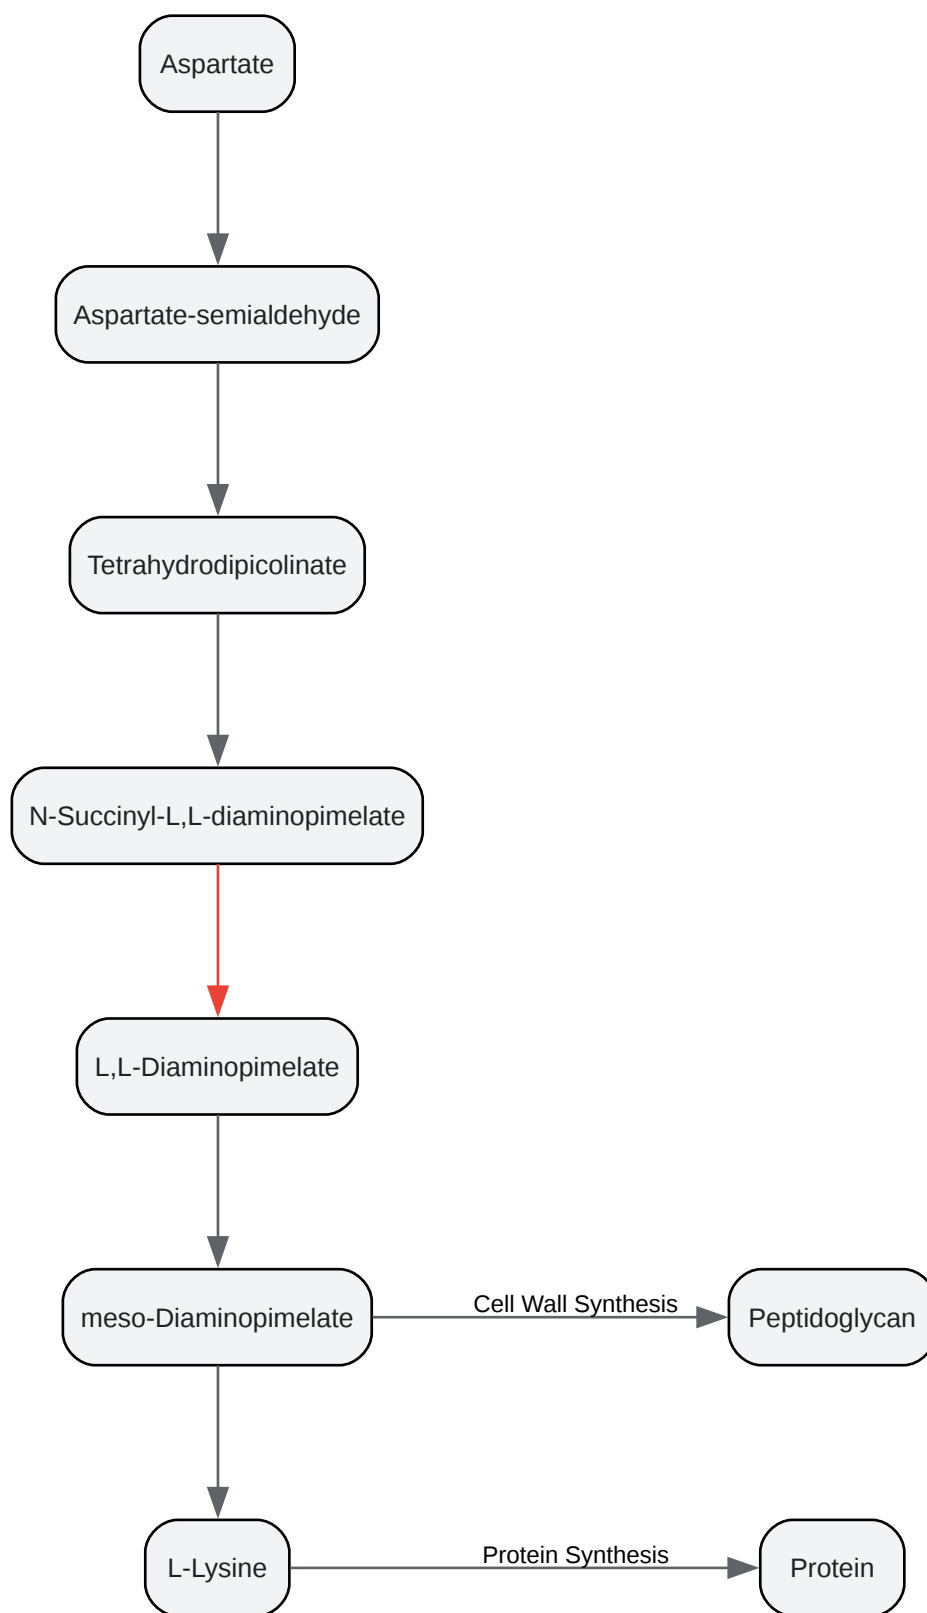 Aspartate
Aspartate-semialdehyde
Tetrahydrodipicolinate
N-Succinyl-L,L-diaminopimelate
L,L-Diaminopimelate
meso-Diaminopimelate
Cell Wall Synthesis
Peptidoglycan
L-Lysine
Protein Synthesis
Protein